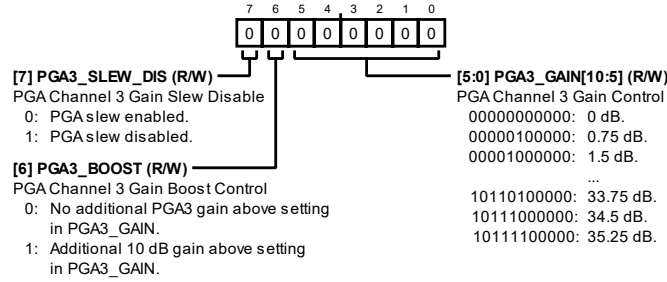 7 6 5 4 3 2 1 0
0 0 0 0 0 0 0 0
[7] PGA3_SLEW_DIS (R/W)
PGA Channel 3 Gain Slew Disable
0: PGA slew enabled.
1: PGA slew disabled.
[6] PGA3_BOOST (R/W)
PGA Channel 3 Gain Boost Control
0: No additional PGA3 gain above setting
in PGA3_GAIN.
1: Additional 10 dB gain above setting
in PGA3_GAIN.
[5:0] PGA3_GAIN[10:5] (R/W)
PGA Channel 3 Gain Control
00000000000: 0 dB.
00000100000: 0.75 dB.
00001000000: 1.5 dB.
...
10110100000: 33.75 dB.
10111000000: 34.5 dB.
10111100000: 35.25 dB.